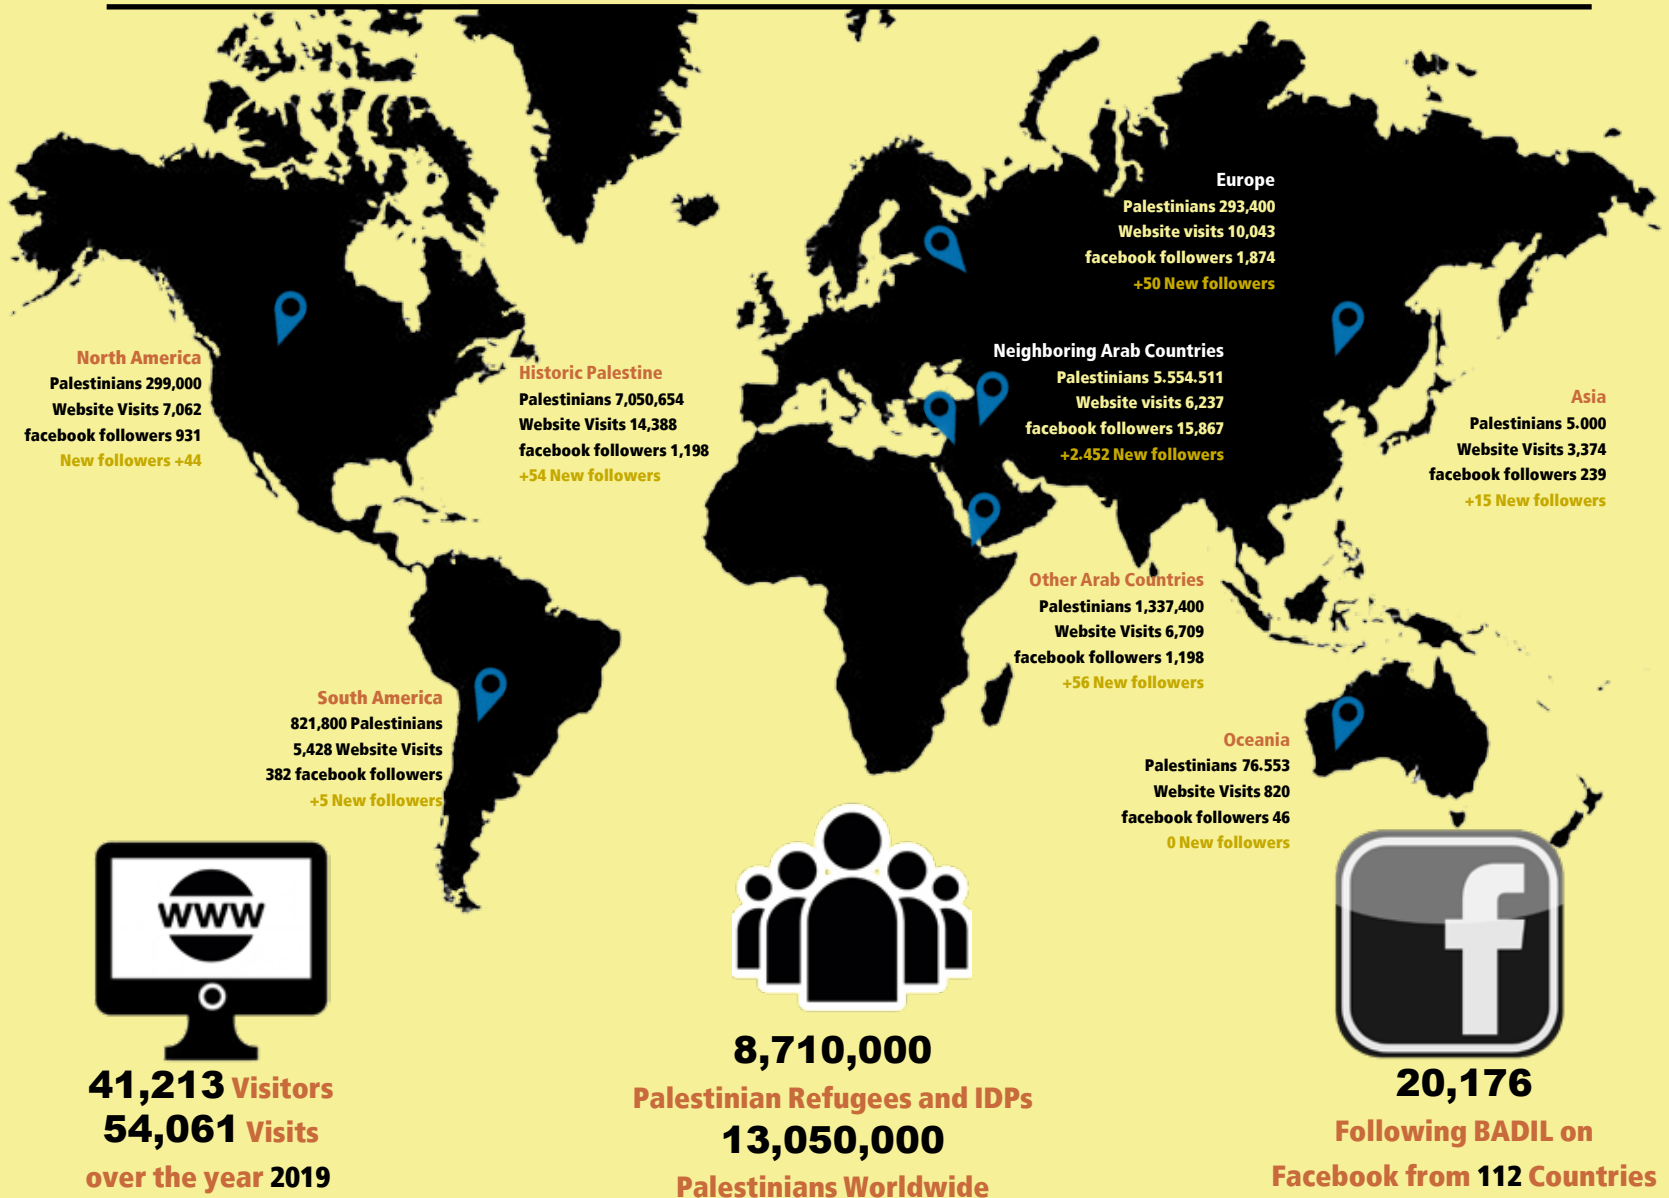 Europe
Palestinians 293,400
Website visits 10,043
facebook followers 1,874
+50 New followers
North America
Palestinians 299,000
Website Visits 7,062
facebook followers 931
New followers +44
Historic Palestine
Palestinians 7,050,654
Website Visits 14,388
facebook followers 1,198
+54 New followers
Neighboring Arab Countries
Palestinians 5.554.511
Website visits 6,237
facebook followers 15,867
+2.452 New followers
Asia
Palestinians 5.000
Website Visits 3,374
facebook followers 239
+15 New followers
Other Arab Countries
Palestinians 1,337,400
Website Visits 6,709
facebook followers 1,198
+56 New followers
South America
821,800 Palestinians
5,428 Website Visits
382 facebook followers
+5 New followers
Oceania
Palestinians 76.553
Website Visits 820
facebook followers 46
0 New followers
www
41,213 Visitors
54,061 Visits
over the year 2019
8,710,000
Palestinian Refugees and IDPs
13,050,000
Palestinians Worldwide
f
20,176
Following BADIL on
Facebook from 112 Countries